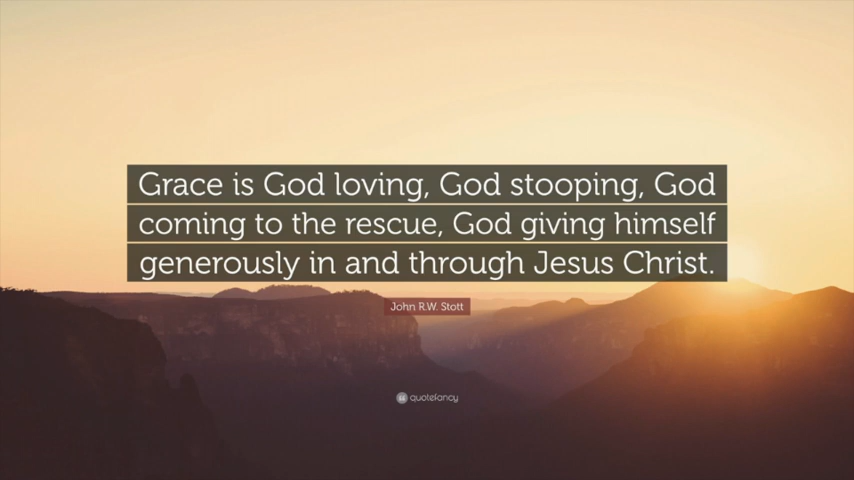 Grace is God loving, God stooping, God
coming to the rescue, God giving himself
generously in and through Jesus Christ.
John R.W. Stott
quotefancy